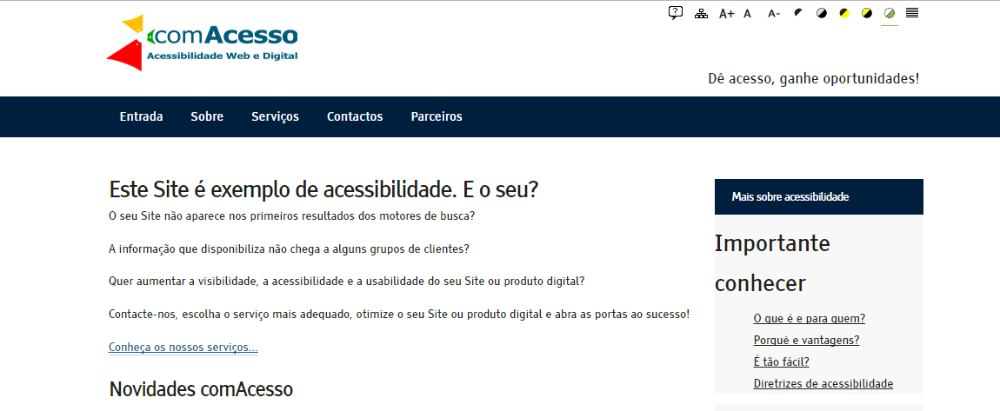 comAcesso
Acessibilidade Web e Digital
?
A+ A A-
Dê acesso, ganhe oportunidades!
Entrada Sobre Serviços Contactos Parceiros
Este Site é exemplo de acessibilidade. E o seu?
O seu Site não aparece nos primeiros resultados dos motores de busca?
A informação que disponibiliza não chega a alguns grupos de clientes?
Quer aumentar a visibilidade, a acessibilidade e a usabilidade do seu Site ou produto digital?
Contacte-nos, escolha o serviço mais adequado, otimize o seu Site ou produto digital e abra as portas ao sucesso!
Conheça os nossos serviços...
Novidades comAcesso
Mais sobre acessibilidade
Importante
conhecer
O que é e para quem?
Porquê e vantagens?
É tão fácil?
Diretrizes de acessibilidade